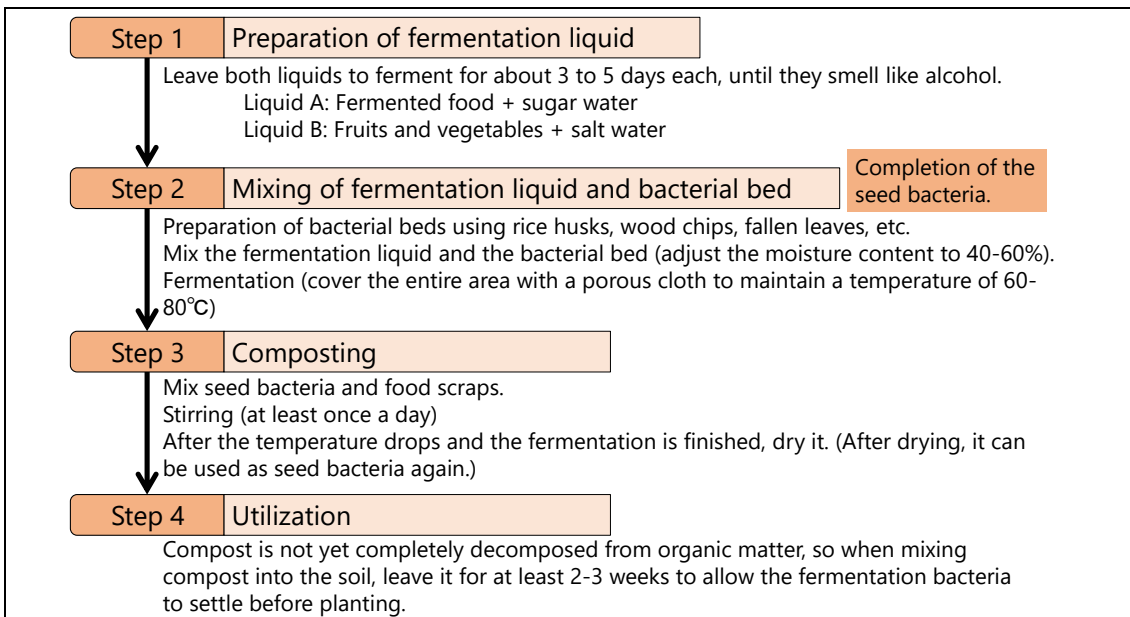 Step 1 Preparation of fermentation liquid
Leave both liquids to ferment for about 3 to 5 days each, until they smell like alcohol.
Liquid A: Fermented food + sugar water
Liquid B: Fruits and vegetables + salt water
Step 2 Mixing of fermentation liquid and bacterial bed
Completion of the
seed bacteria.
Preparation of bacterial beds using rice husks, wood chips, fallen leaves, etc.
Mix the fermentation liquid and the bacterial bed (adjust the moisture content to 40-60%).
Fermentation (cover the entire area with a porous cloth to maintain a temperature of 60-
80℃)
Step 3 Composting
Mix seed bacteria and food scraps.
Stirring (at least once a day)
After the temperature drops and the fermentation is finished, dry it. (After drying, it can
be used as seed bacteria again.)
Step 4 Utilization
Compost is not yet completely decomposed from organic matter, so when mixing
compost into the soil, leave it for at least 2-3 weeks to allow the fermentation bacteria
to settle before planting.